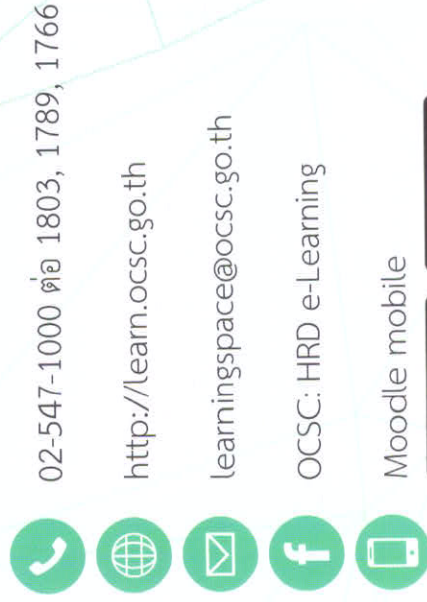 02-547-1000 ต่อ 1803, 1789, 1766
http://learn.ocsc.go.th
learningspace@ocsc.go.th
OCSC: HRD e-Learning
Moodle mobile